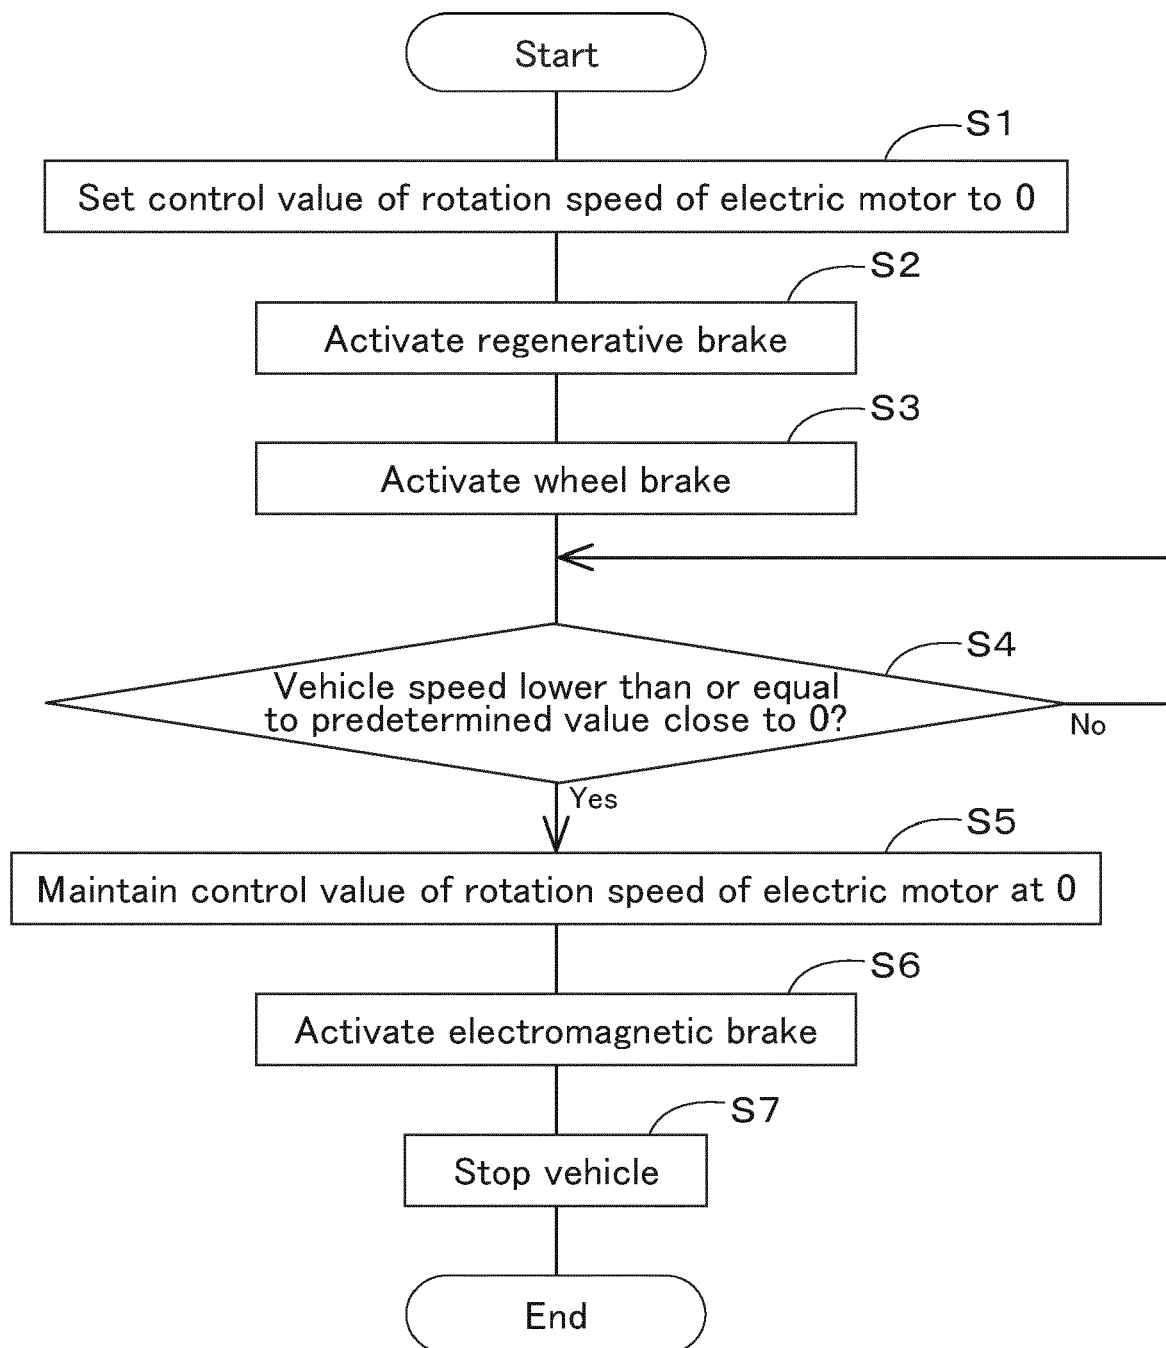 Start
S1
Set control value of rotation speed of electric motor to 0
S2
Activate regenerative brake
S3
Activate wheel brake
S4
Vehicle speed lower than or equal
to predetermined value close to 0?
No
Yes
S5
Maintain control value of rotation speed of electric motor at 0
S6
Activate electromagnetic brake
S7
Stop vehicle
End